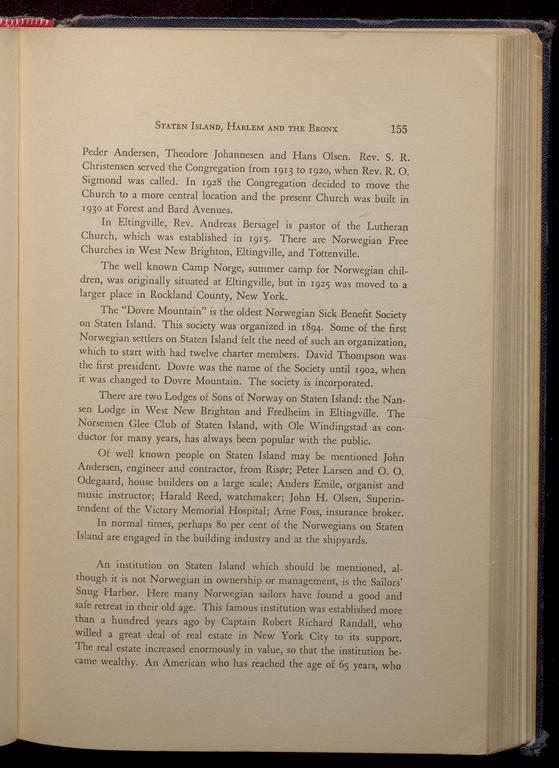 STATEN ISLAND, HARLEM AND THE BRONX 155
Peder Andersen, Theodore Johannesen and Hans Olsen. Rev. S. R.
Christensen served the Congregation from 1913 to 1920, when Rev. R. O.
Sigmond was called. In 1928 the Congregation decided to move the
Church to a more central location and the present Church was built in
1930 at Forest and Bard Avenues.
In Eltingville, Rev. Andreas Bersagel is pastor of the Lutheran
Church, which was established in 1915. There are Norwegian Free
Churches in West New Brighton, Eltingville, and Tottenville.
The well known Camp Norge, summer camp for Norwegian chil-
dren, was originally situated at Eltingville, but in 1925 was moved to a
larger place in Rockland County, New York.
The "Dovre Mountain" is the oldest Norwegian Sick Benefit Society
on Staten Island. This society was organized in 1894. Some of the first
Norwegian settlers on Staten Island felt the need of such an organization,
which to start with had twelve charter members. David Thompson was
the first president. Dovre was the name of the Society until 1902, when
it was changed to Dovre Mountain. The society is incorporated.
There are two Lodges of Sons of Norway on Staten Island: the Nan-
sen Lodge in West New Brighton and Fredheim in Eltingville. The
Norsemen Glee Club of Staten Island, with Ole Windingstad as con-
ductor for many years, has always been popular with the public.
Of well known people on Staten Island may be mentioned John
Andersen, engineer and contractor, from Risør; Peter Larsen and O. O.
Odegaard, house builders on a large scale; Anders Emile, organist and
music instructor; Harald Reed, watchmaker; John H. Olsen, Superin-
tendent of the Victory Memorial Hospital; Arne Foss, insurance broker.
In normal times, perhaps 80 per cent of the Norwegians on Staten
Island are engaged in the building industry and at the shipyards.
An institution on Staten Island which should be mentioned, al-
though it is not Norwegian in ownership or management, is the Sailors'
Snug Harbor. Here many Norwegian sailors have found a good and
safe retreat in their old age. This famous institution was established more
than a hundred years ago by Captain Robert Richard Randall, who
willed a great deal of real estate in New York City to its support.
The real estate increased enormously in value, so that the institution be-
came wealthy. An American who has reached the age of 65 years, who